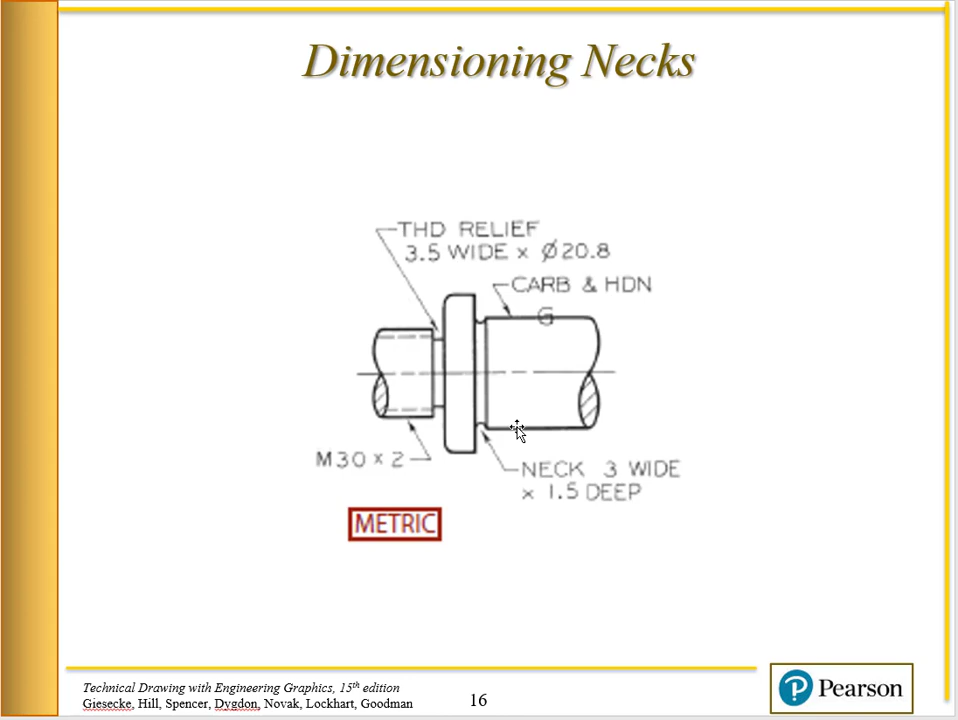 Dimensioning Necks
THD RELIEF
3.5 WIDE x Ø20.8
CARB & HDN
G
M30 x 2
NECK 3 WIDE
x 1.5 DEEP
METRIC
Technical Drawing with Engineering Graphics, 15th edition
Giesecke, Hill, Spencer, Dygdon, Novak, Lockhart, Goodman
16
Pearson